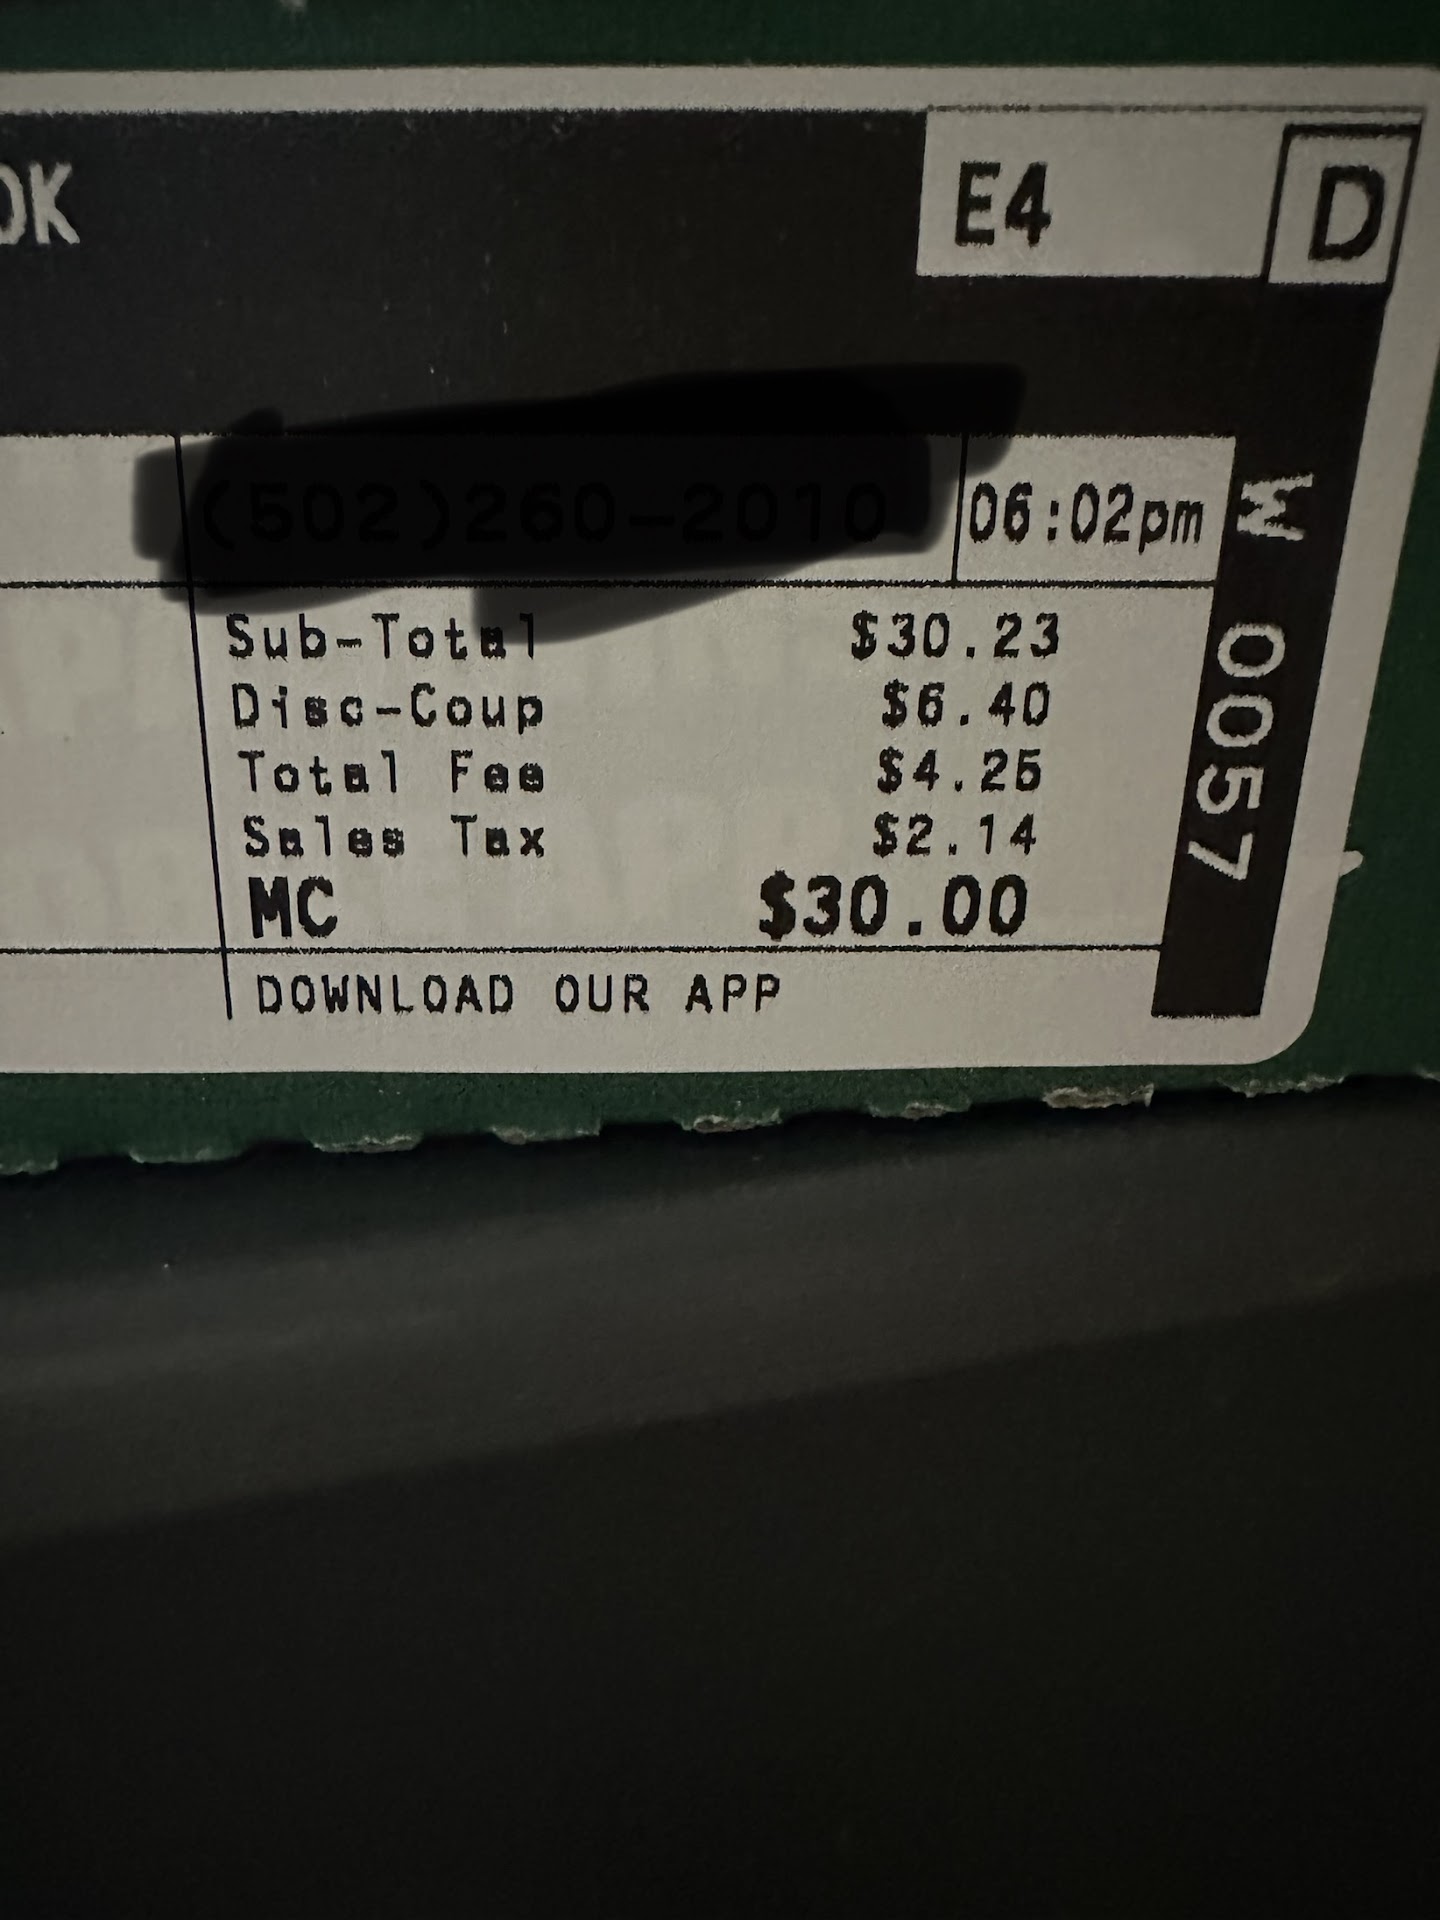 OK
E4 D
06:02pm
Sub-Total $30.23
Disc-Coup $6.40
Total Fee $4.25
Sales Tax $2.14
MC $30.00
DOWNLOAD OUR APP
W 0057